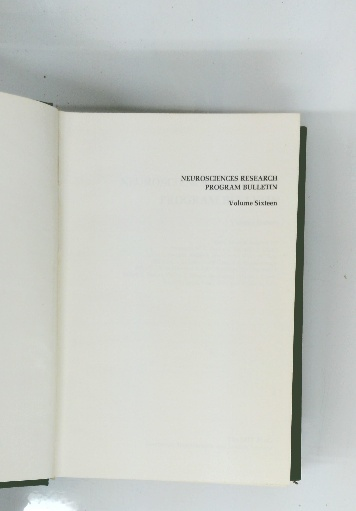 NEUROSCIENCES RESEARCH
PROGRAM BULLETIN
Volume Sixteen